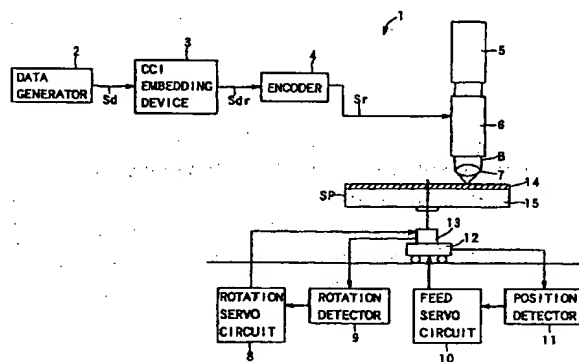 1
2
3
4
5
DATA GENERATOR
Sd
CCI EMBEDDING DEVICE
Sdr
ENCODER
Sr
6
B
7
14
SP
15
13
12
ROTATION SERVO CIRCUIT
ROTATION DETECTOR
FEED SERVO CIRCUIT
POSITION DETECTOR
8
9
10
11